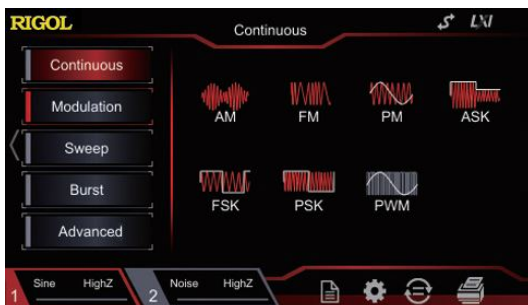 RIGOL
Continuous
LXI
Continuous
Modulation
Sweep
Burst
Advanced
AM
FM
PM
ASK
FSK
PSK
PWM
1
Sine HighZ
2
Noise HighZ